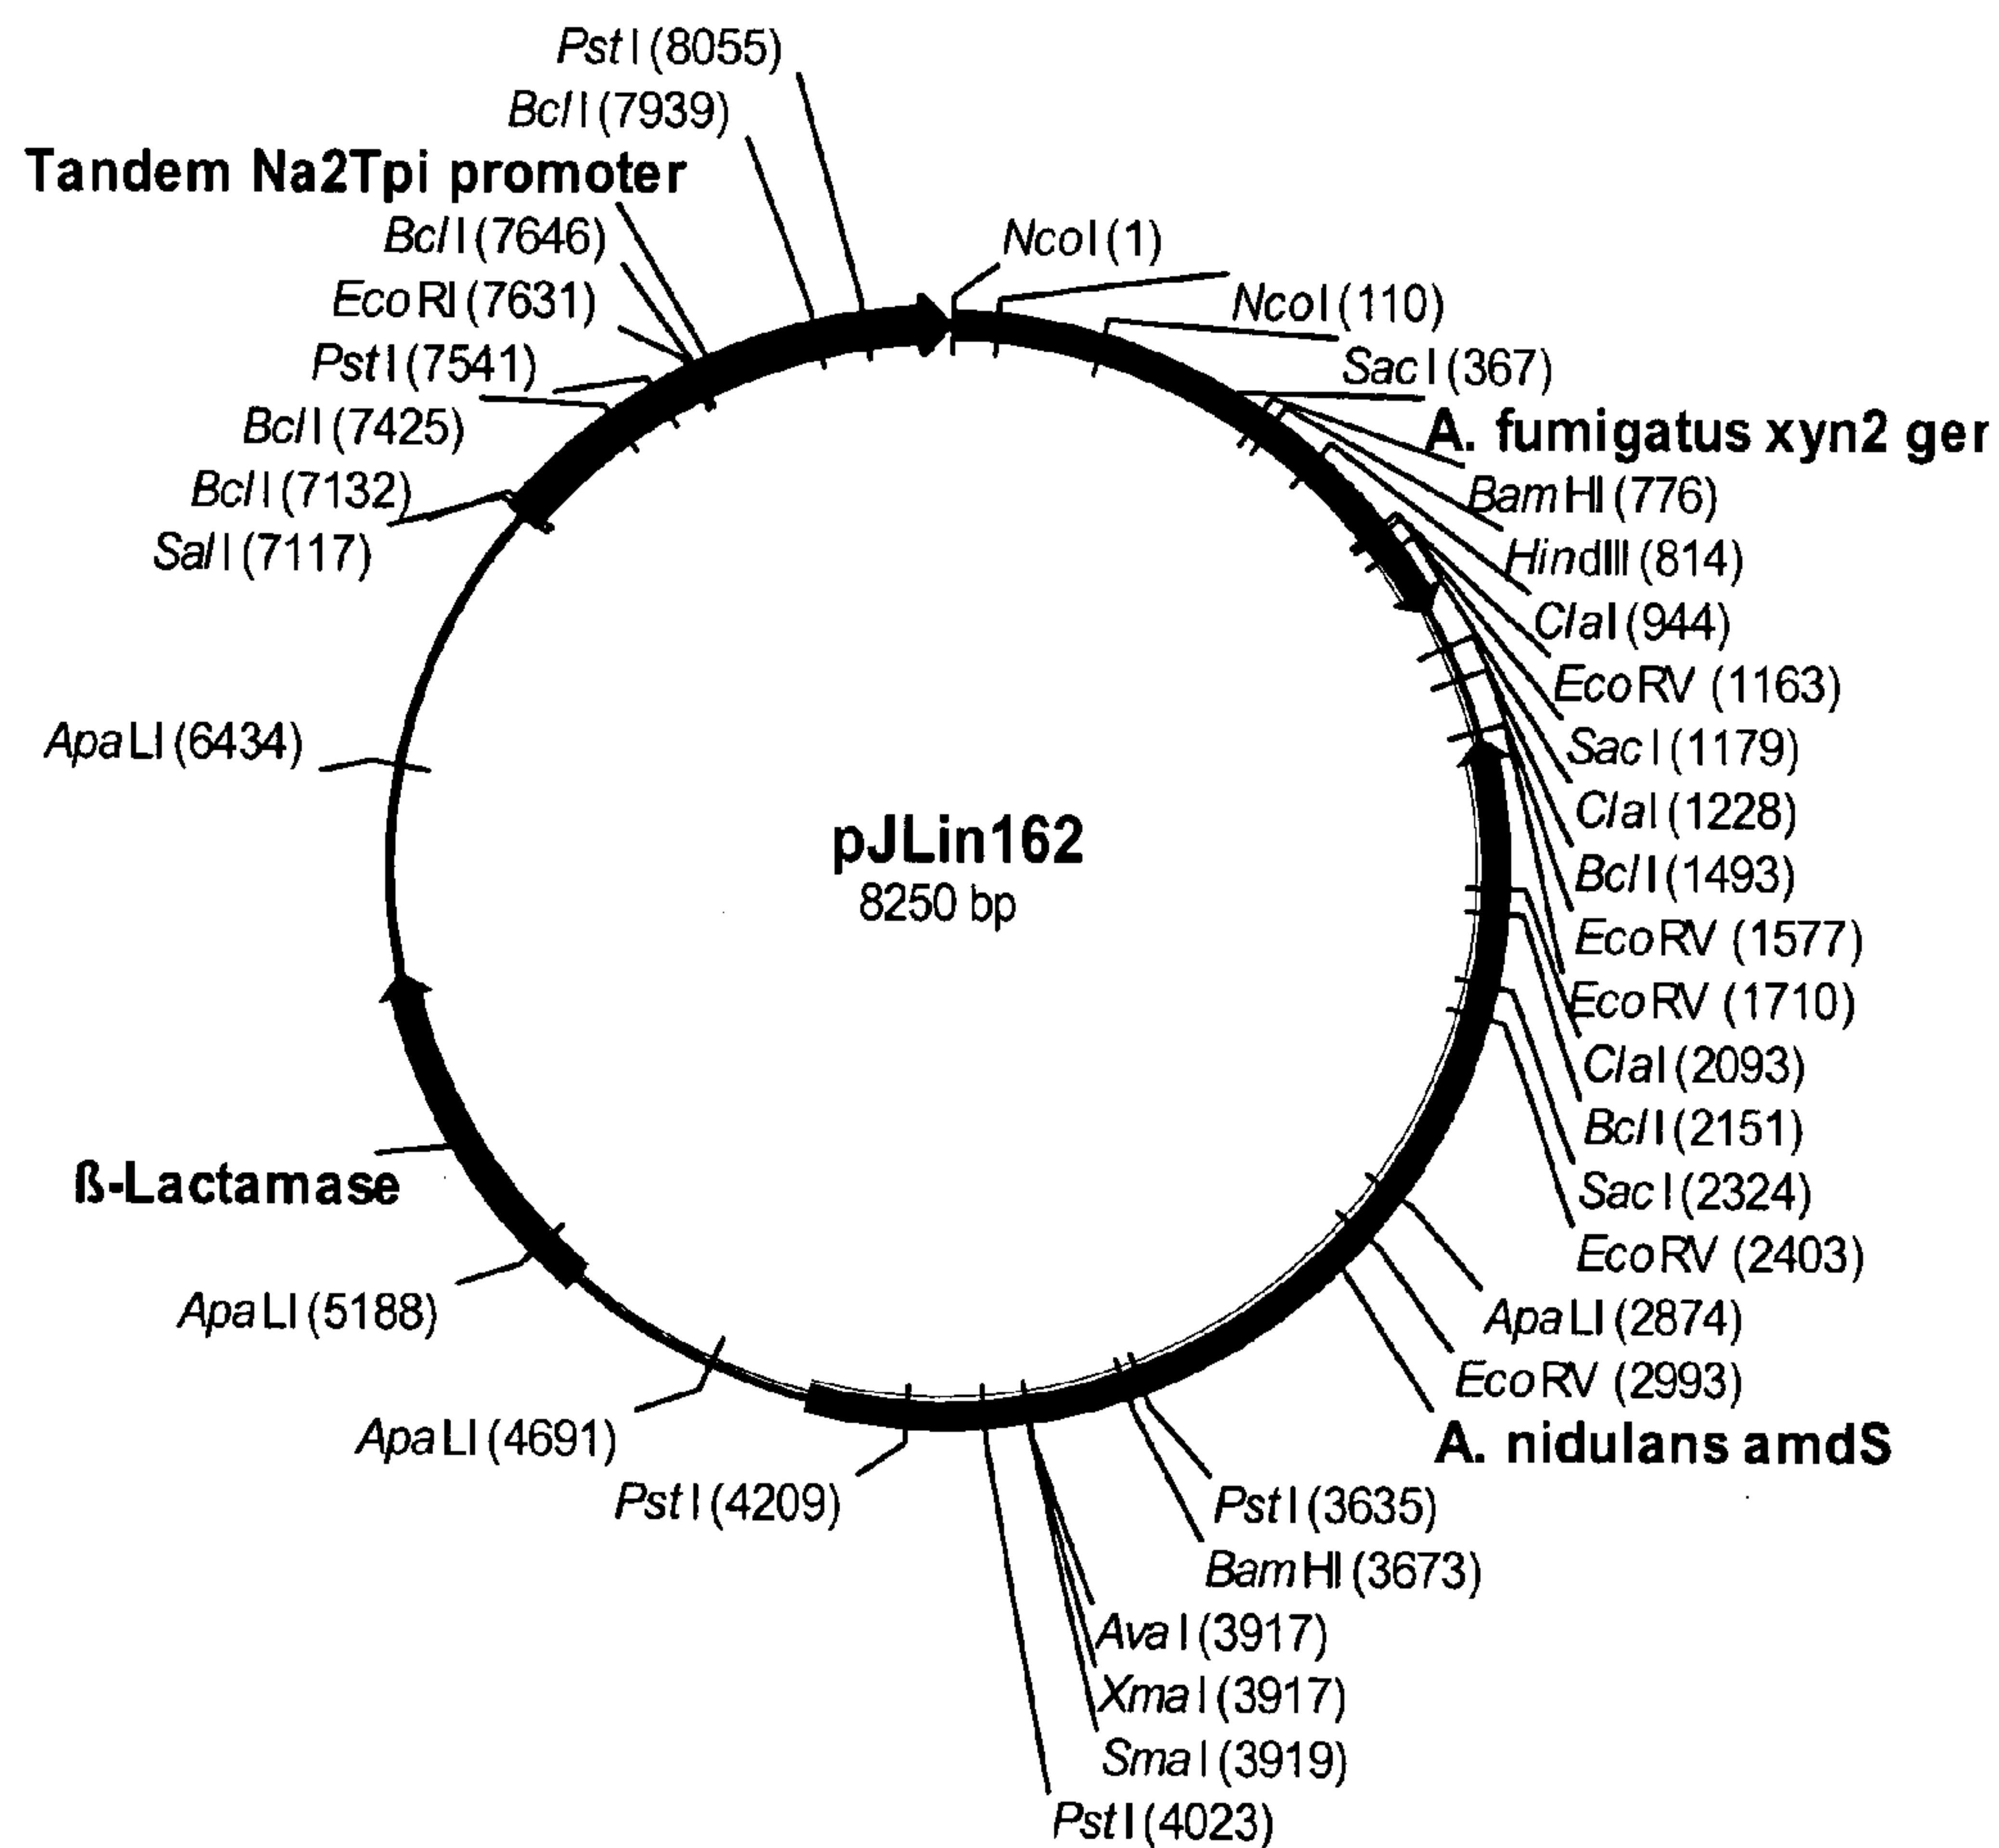 PstI (8055)
BclI (7939)
Tandem Na2Tpi promoter
BclI (7646)
EcoRI (7631)
PstI (7541)
BclI (7425)
BclI (7132)
SalI (7117)
ApaLI (6434)
ß-Lactamase
ApaLI (5188)
ApaLI (4691)
PstI (4209)
NcoI (1)
NcoI (110)
SacI (367)
A. fumigatus xyn2 ger
BamHI (776)
HindIII (814)
ClaI (944)
EcoRV (1163)
SacI (1179)
ClaI (1228)
BclI (1493)
EcoRV (1577)
EcoRV (1710)
ClaI (2093)
BclI (2151)
SacI (2324)
EcoRV (2403)
ApaLI (2874)
EcoRV (2993)
A. nidulans amdS
PstI (3635)
BamHI (3673)
AvaI (3917)
XmaI (3917)
SmaI (3919)
PstI (4023)
pJLin162
8250 bp